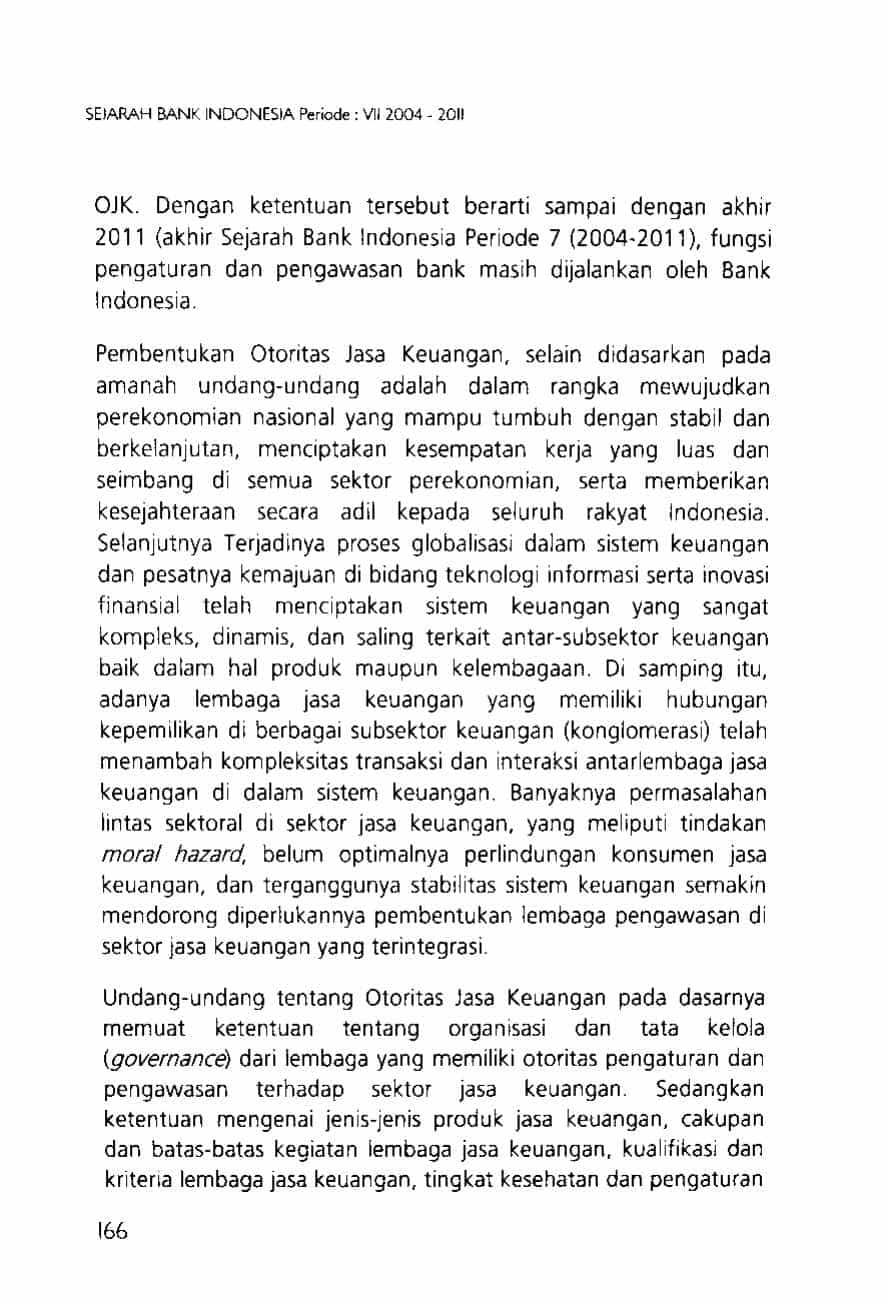 SEJARAH BANK INDONESIA Periode : VII 2004 - 2011
OJK. Dengan ketentuan tersebut berarti sampai dengan akhir
2011 (akhir Sejarah Bank Indonesia Periode 7 (2004-2011), fungsi
pengaturan dan pengawasan bank masih dijalankan oleh Bank
Indonesia.
Pembentukan Otoritas Jasa Keuangan, selain didasarkan pada
amanah undang-undang adalah dalam rangka mewujudkan
perekonomian nasional yang mampu tumbuh dengan stabil dan
berkelanjutan, menciptakan kesempatan kerja yang luas dan
seimbang di semua sektor perekonomian, serta memberikan
kesejahteraan secara adil kepada seluruh rakyat Indonesia.
Selanjutnya Terjadinya proses globalisasi dalam sistem keuangan
dan pesatnya kemajuan di bidang teknologi informasi serta inovasi
finansial telah menciptakan sistem keuangan yang sangat
kompleks, dinamis, dan saling terkait antar-subsektor keuangan
baik dalam hal produk maupun kelembagaan. Di samping itu,
adanya lembaga jasa keuangan yang memiliki hubungan
kepemilikan di berbagai subsektor keuangan (konglomerasi) telah
menambah kompleksitas transaksi dan interaksi antarlembaga jasa
keuangan di dalam sistem keuangan. Banyaknya permasalahan
lintas sektoral di sektor jasa keuangan, yang meliputi tindakan
moral hazard, belum optimalnya perlindungan konsumen jasa
keuangan, dan terganggunya stabilitas sistem keuangan semakin
mendorong diperlukannya pembentukan lembaga pengawasan di
sektor jasa keuangan yang terintegrasi.
Undang-undang tentang Otoritas Jasa Keuangan pada dasarnya
memuat ketentuan tentang organisasi dan tata kelola
(governance) dari lembaga yang memiliki otoritas pengaturan dan
pengawasan terhadap sektor jasa keuangan. Sedangkan
ketentuan mengenai jenis-jenis produk jasa keuangan, cakupan
dan batas-batas kegiatan lembaga jasa keuangan, kualifikasi dan
kriteria lembaga jasa keuangan, tingkat kesehatan dan pengaturan
166